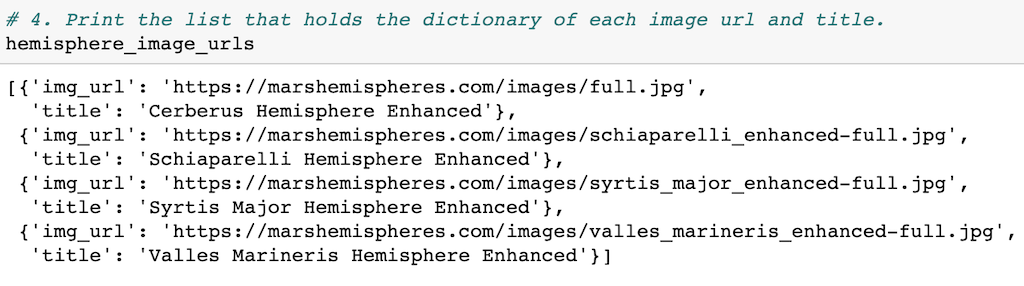 # 4. Print the list that holds the dictionary of each image url and title.
hemisphere_image_urls
[{'img_url': 'https://marshemispheres.com/images/full.jpg',
'title': 'Cerberus Hemisphere Enhanced'},
{'img_url': 'https://marshemispheres.com/images/schiaparelli_enhanced-full.jpg',
'title': 'Schiaparelli Hemisphere Enhanced'},
{'img_url': 'https://marshemispheres.com/images/syrtis_major_enhanced-full.jpg',
'title': 'Syrtis Major Hemisphere Enhanced'},
{'img_url': 'https://marshemispheres.com/images/valles_marineris_enhanced-full.jpg',
'title': 'Valles Marineris Hemisphere Enhanced'}]